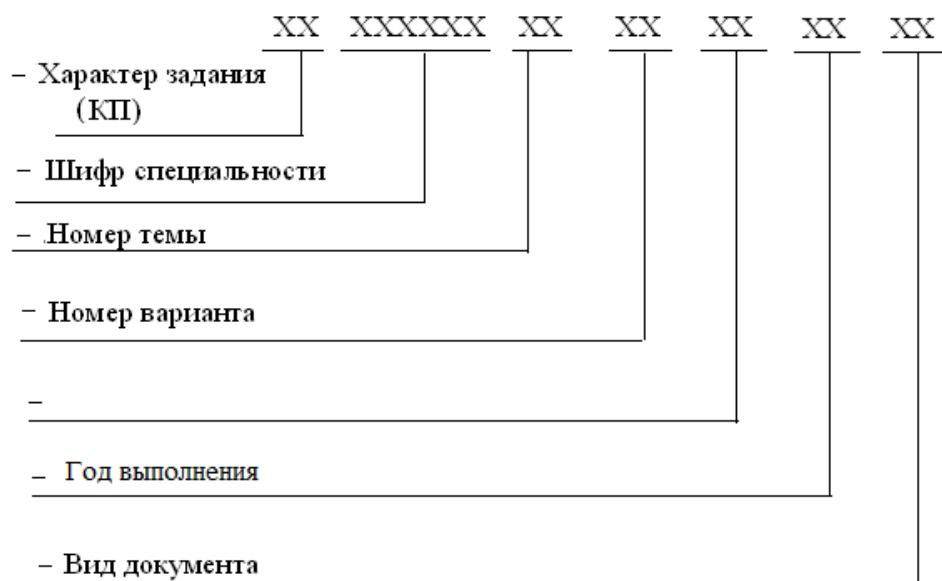 XX XXXXXX XX XX XX XX XX
– Характер задания
(КП)
– Шифр специальности
– Номер темы
– Номер варианта
–
– Год выполнения
– Вид документа